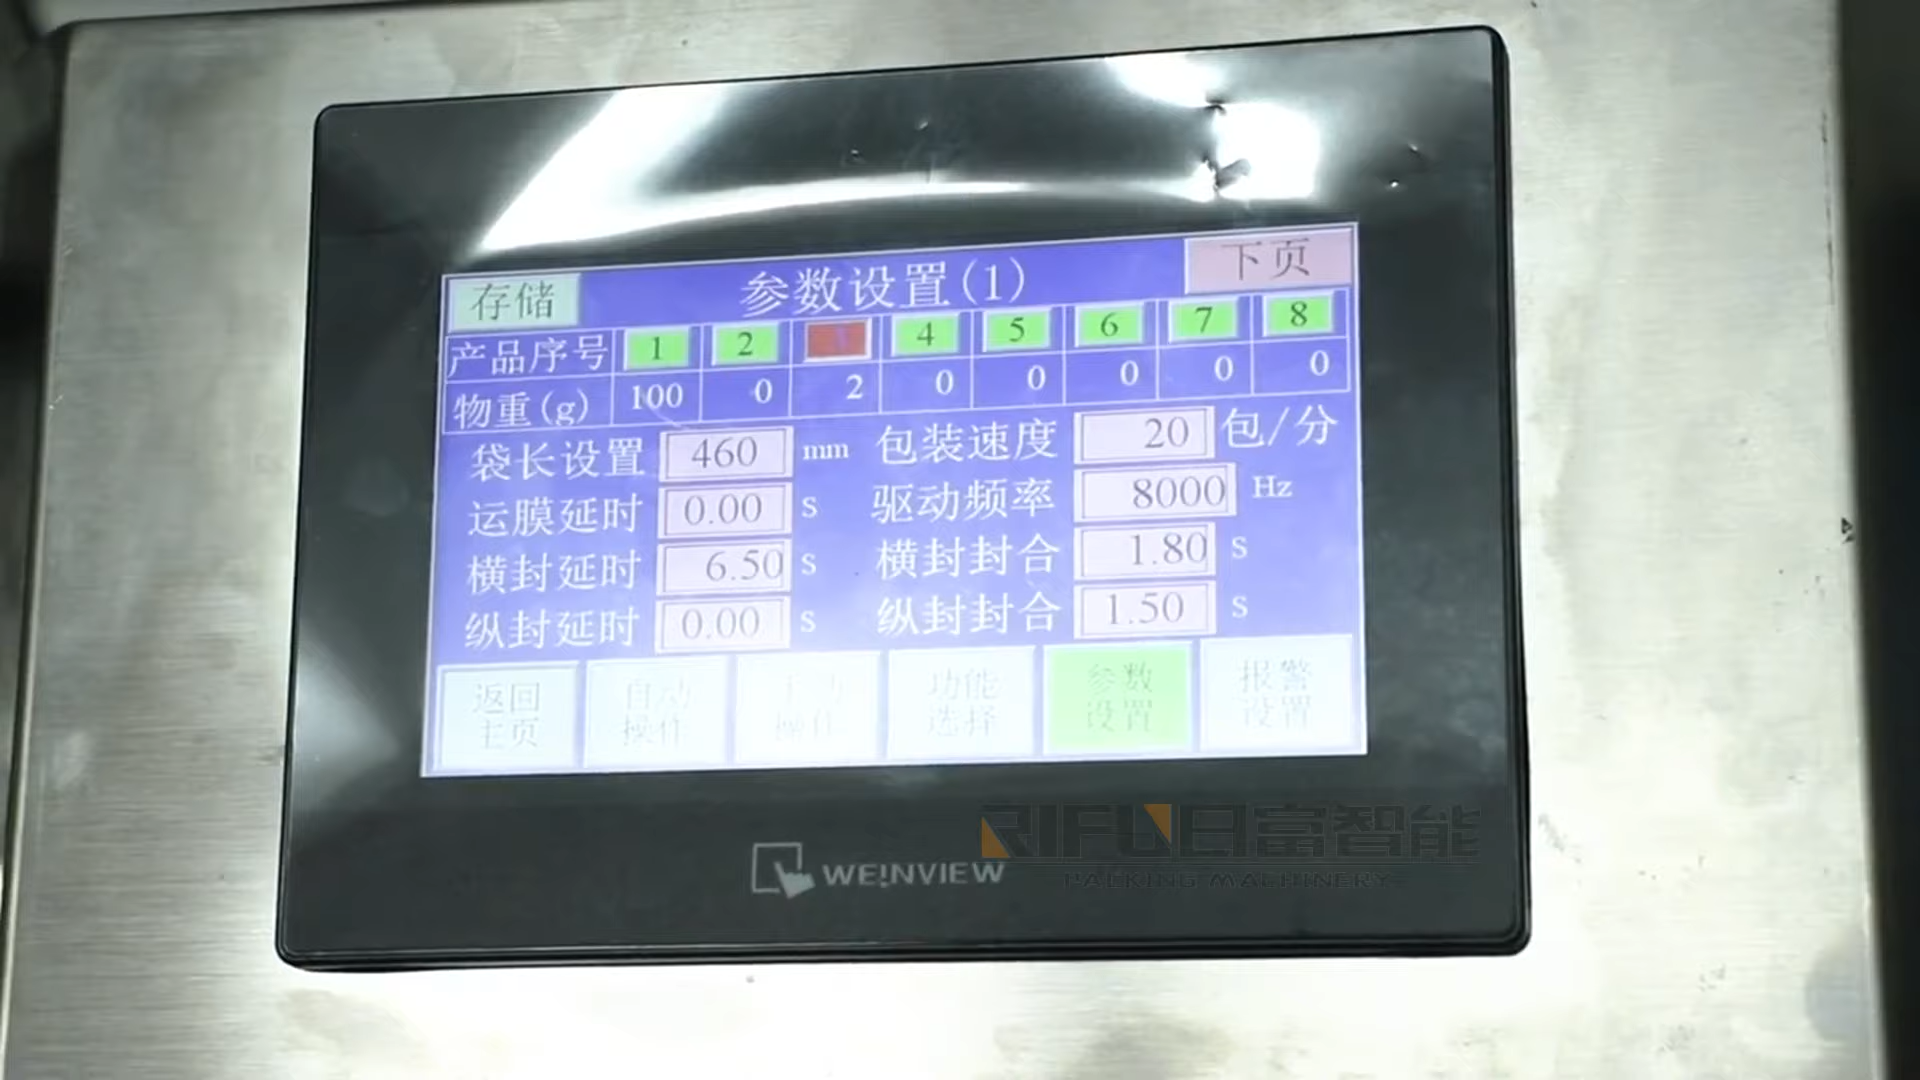 存储 参数设置(1) 下页
产品序号 1 2 4 5 6 7 8
物重(g) 100 0 2 0 0 0 0 0
袋长设置 460 mm 包装速度 20 包/分
运膜延时 0.00 S 驱动频率 8000 Hz
横封延时 6.50 S 横封封合 1.80 S
纵封延时 0.00 S 纵封封合 1.50 S
返回 自动 手动 功能 参数 报警
主页 操作 操作 选择 设置 设置
WEINVIEW
RIFU日富智能
PACKING MACHINERY